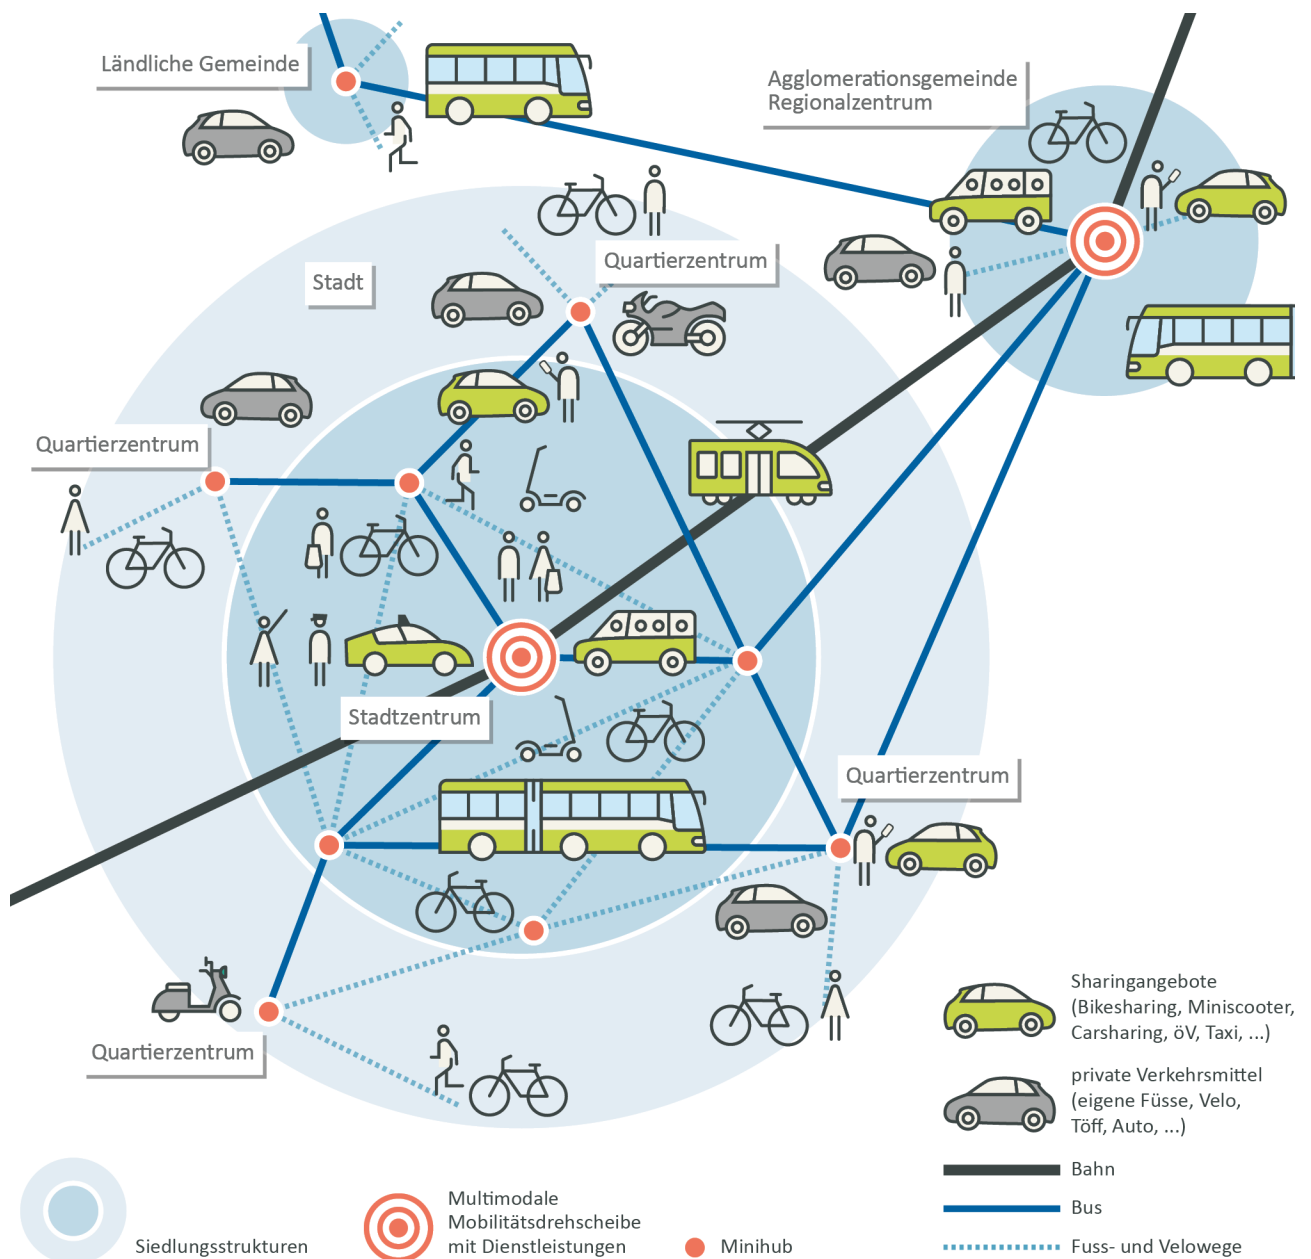 Ländliche Gemeinde
Agglomerationsgemeinde
Regionalzentrum
Quartierzentrum
Stadt
Quartierzentrum
Stadtzentrum
Quartierzentrum
Quartierzentrum
Sharingangebote
(Bikesharing, Miniscooter,
Carsharing, öV, Taxi, ...)
private Verkehrsmittel
(eigene Füsse, Velo,
Töff, Auto, ...)
Bahn
Bus
Fuss- und Velowege
Siedlungsstrukturen
Multimodale
Mobilitätsdrehscheibe
mit Dienstleistungen
Minihub